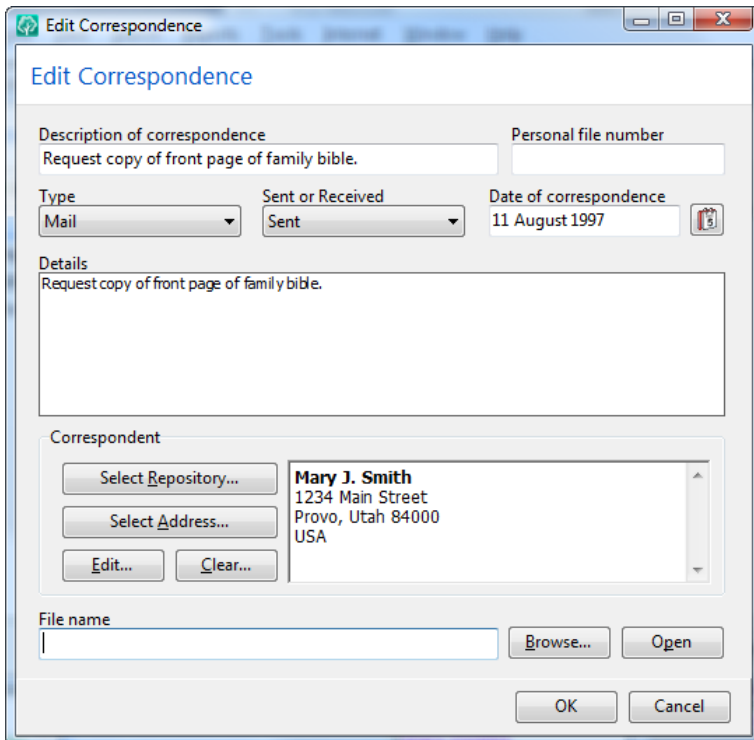 Edit Correspondence
Edit Correspondence
Description of correspondence
Personal file number
Request copy of front page of family bible.
Type
Sent or Received
Date of correspondence
Mail
Sent
11 August 1997
5
Details
Request copy of front page of family bible.
Correspondent
Select Repository...
Select Address...
Edit...
Clear...
Mary J. Smith
1234 Main Street
Provo, Utah 84000
USA
File name
Browse...
Open
OK
Cancel